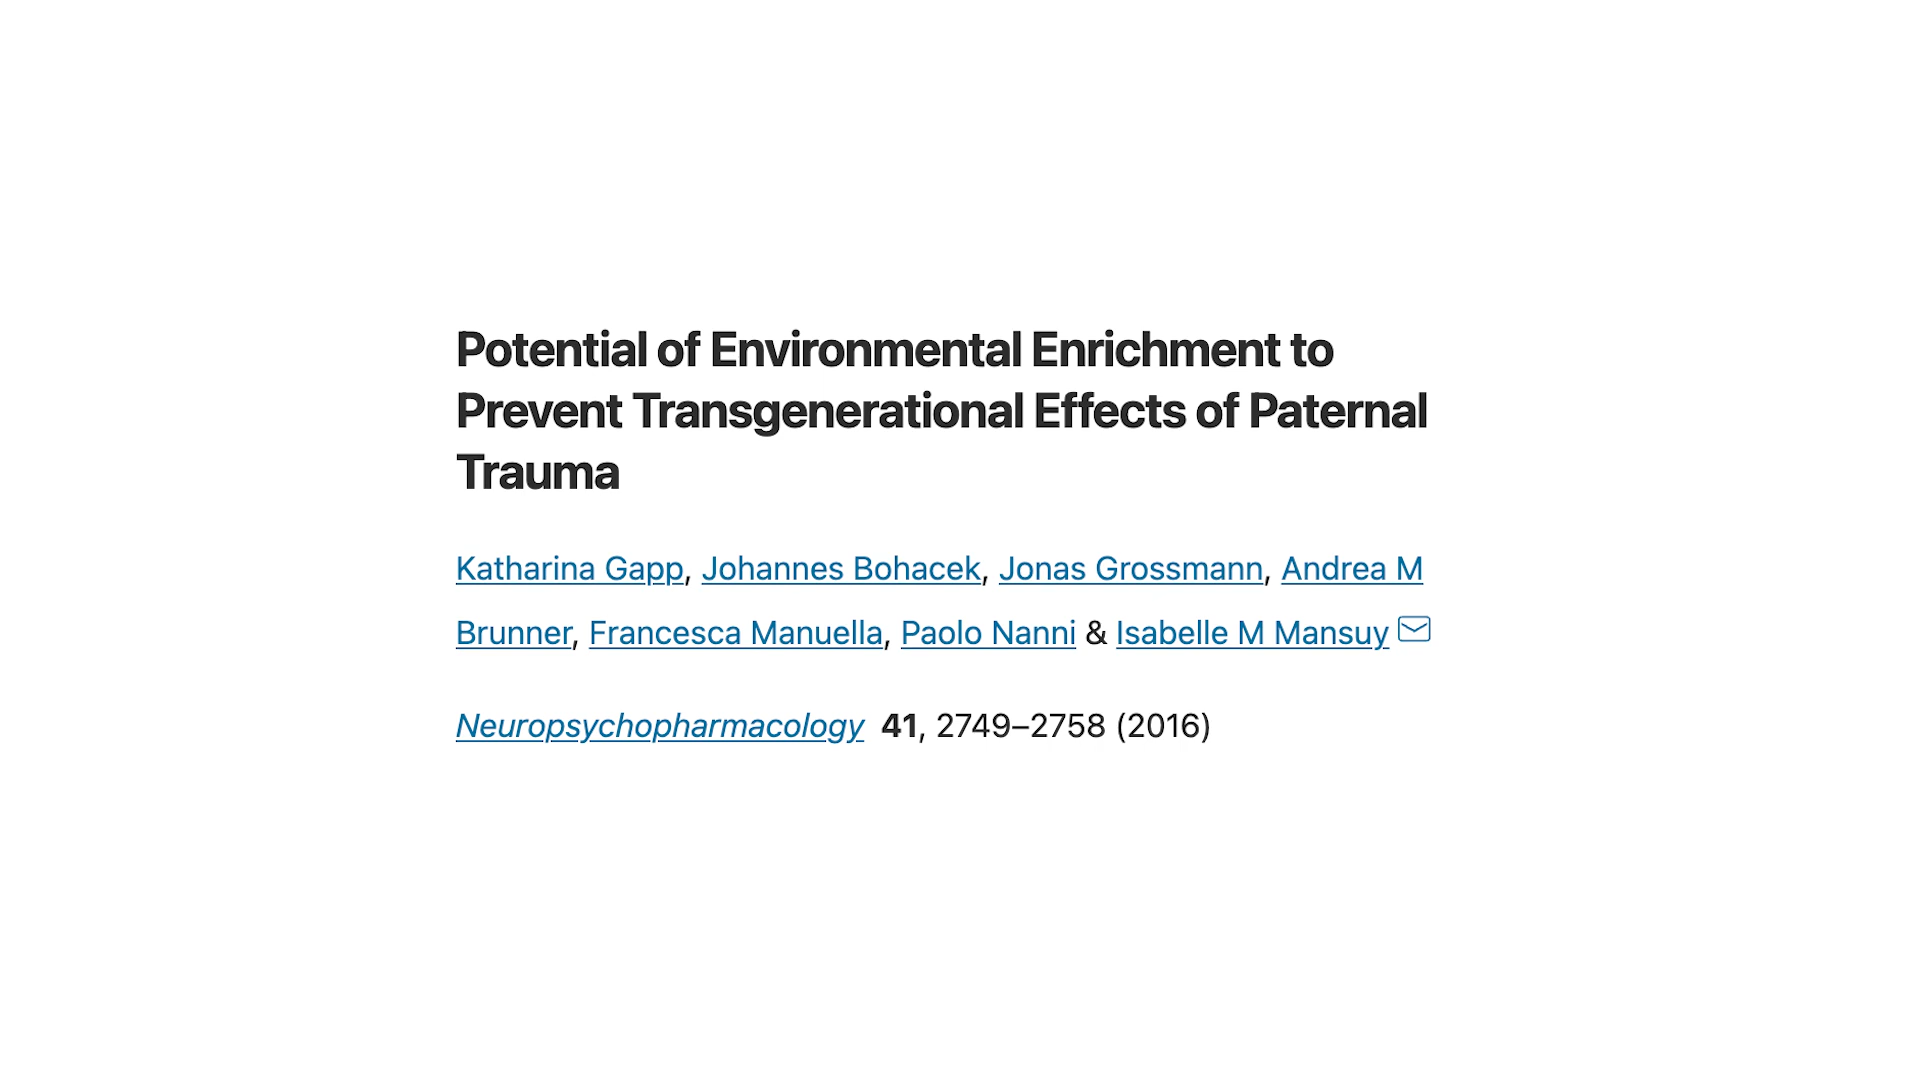 Potential of Environmental Enrichment to
Prevent Transgenerational Effects of Paternal
Trauma
Katharina Gapp, Johannes Bohacek, Jonas Grossmann, Andrea M
Brunner, Francesca Manuella, Paolo Nanni & Isabelle M Mansuy
Neuropsychopharmacology 41, 2749–2758 (2016)